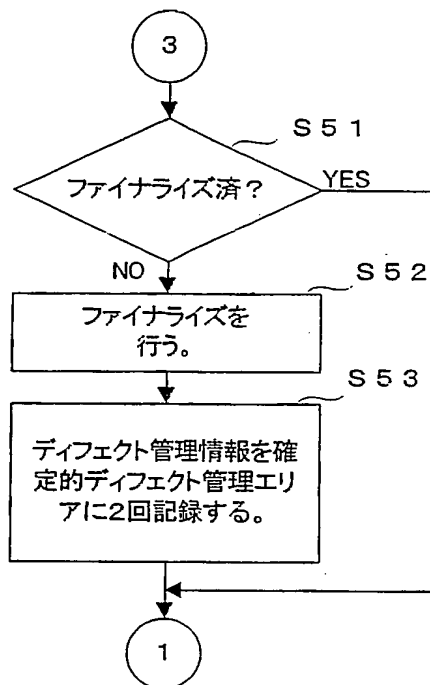 3
S51
ファイナライズ済?
YES
NO
S52
ファイナライズを
行う。
S53
ディフェクト管理情報を確
定的ディフェクト管理エリ
アに2回記録する。
1